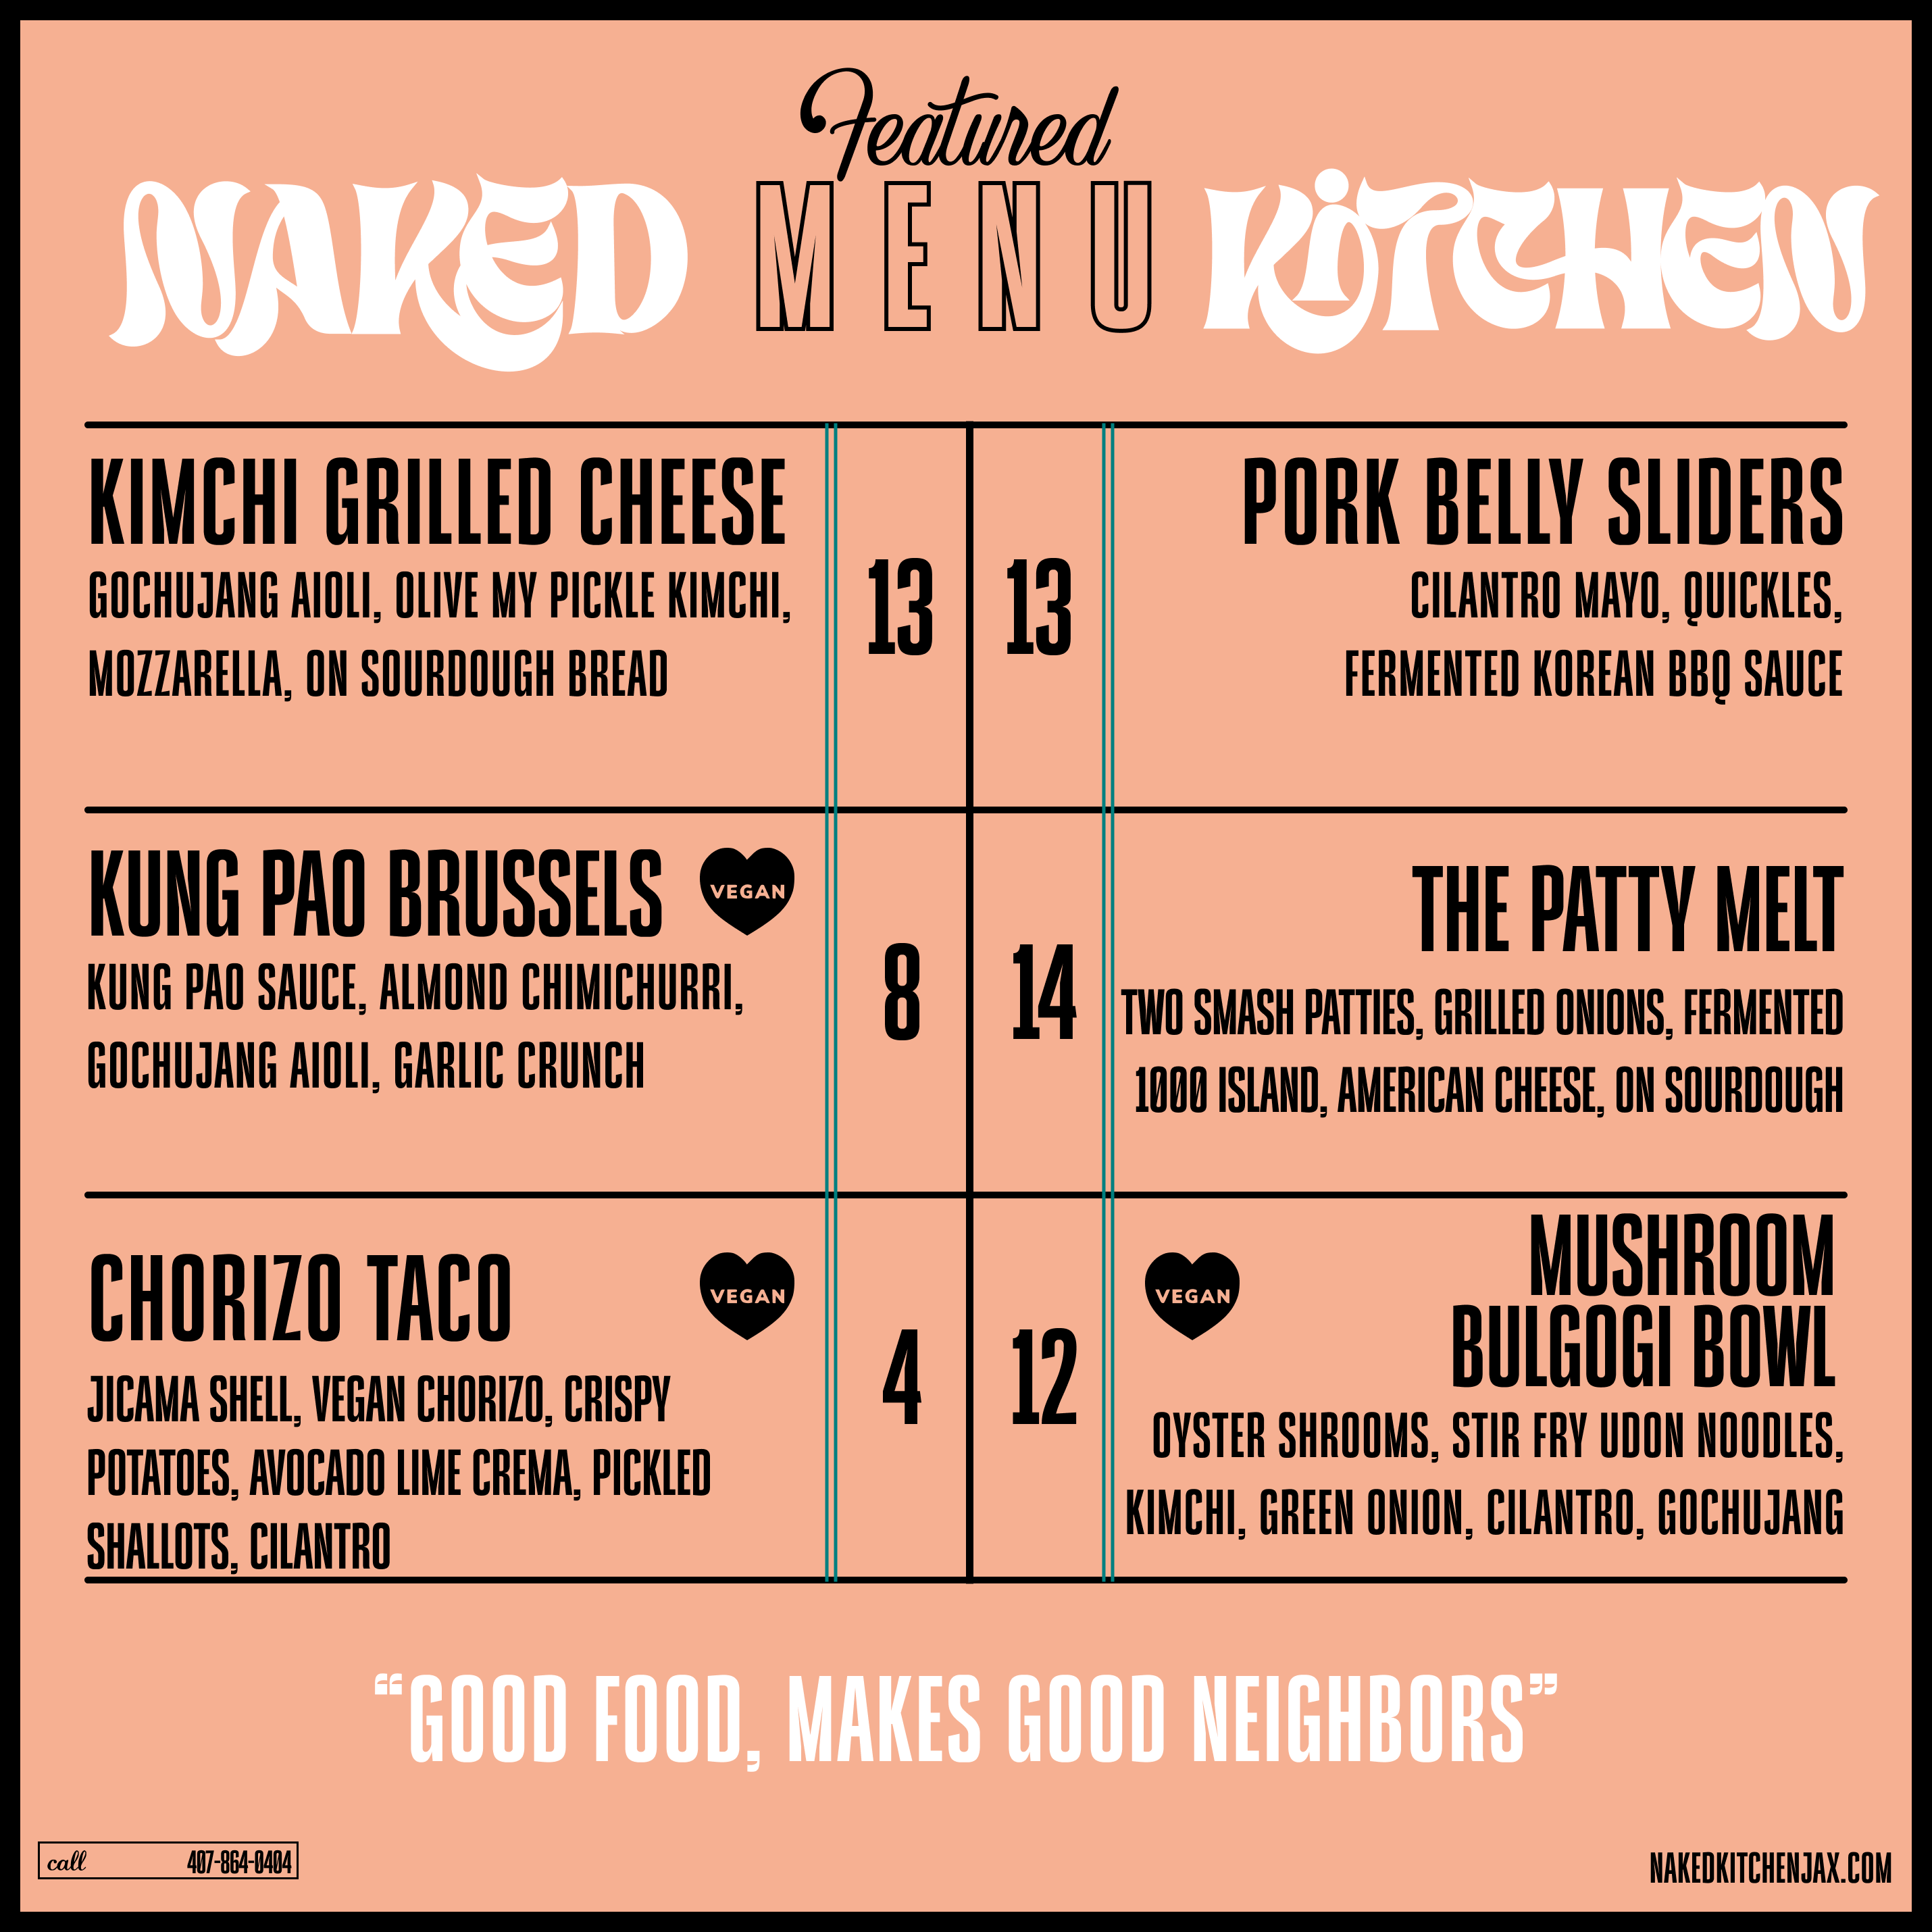 Featured
NAKED MENU KiTCHEN
KIMCHI GRILLED CHEESE
GOCHUJANG AIOLI, OLIVE MY PICKLE KIMCHI,
MOZZARELLA, ON SOURDOUGH BREAD
13
13
PORK BELLY SLIDERS
CILANTRO MAYO, QUICKLES,
FERMENTED KOREAN BBQ SAUCE
KUNG PAO BRUSSELS
VEGAN
KUNG PAO SAUCE, ALMOND CHIMICHURRI,
GOCHUJANG AIOLI, GARLIC CRUNCH
8
14
THE PATTY MELT
TWO SMASH PATTIES, GRILLED ONIONS, FERMENTED
1000 ISLAND, AMERICAN CHEESE, ON SOURDOUGH
CHORIZO TACO
VEGAN
JICAMA SHELL, VEGAN CHORIZO, CRISPY
POTATOES, AVOCADO LIME CREMA, PICKLED
SHALLOTS, CILANTRO
4
12
VEGAN
MUSHROOM
BULGOGI BOWL
OYSTER SHROOMS, STIR FRY UDON NOODLES,
KIMCHI, GREEN ONION, CILANTRO, GOCHUJANG
“GOOD FOOD, MAKES GOOD NEIGHBORS”
call 407-864-0404
NAKEDKITCHENJAX.COM